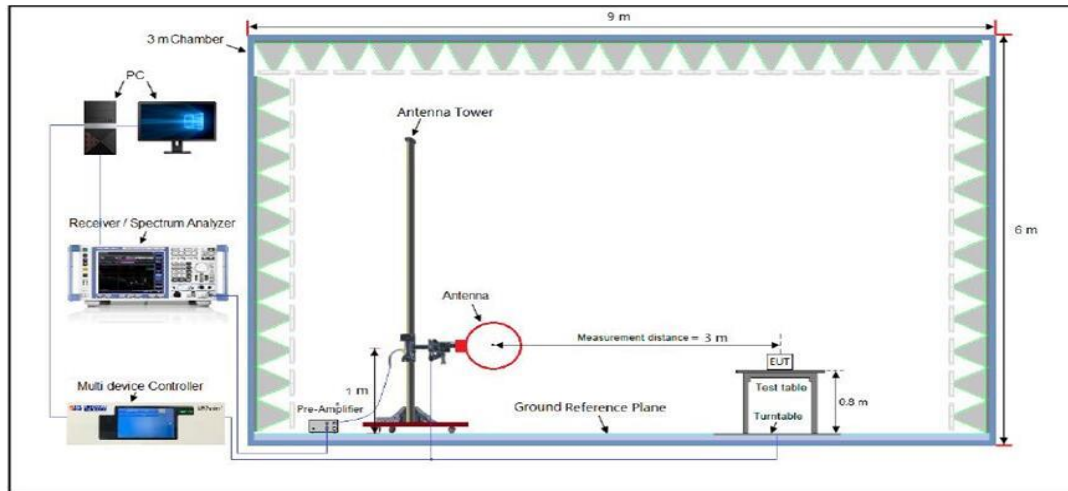 9 m
3 m Chamber
PC
Antenna Tower
Receiver / Spectrum Analyzer
6 m
Antenna
Measurement distance = 3 m
EUT
Multi device Controller
1 m
Test table
0.8 m
Pre-Amplifier
Ground Reference Plane
Turntable